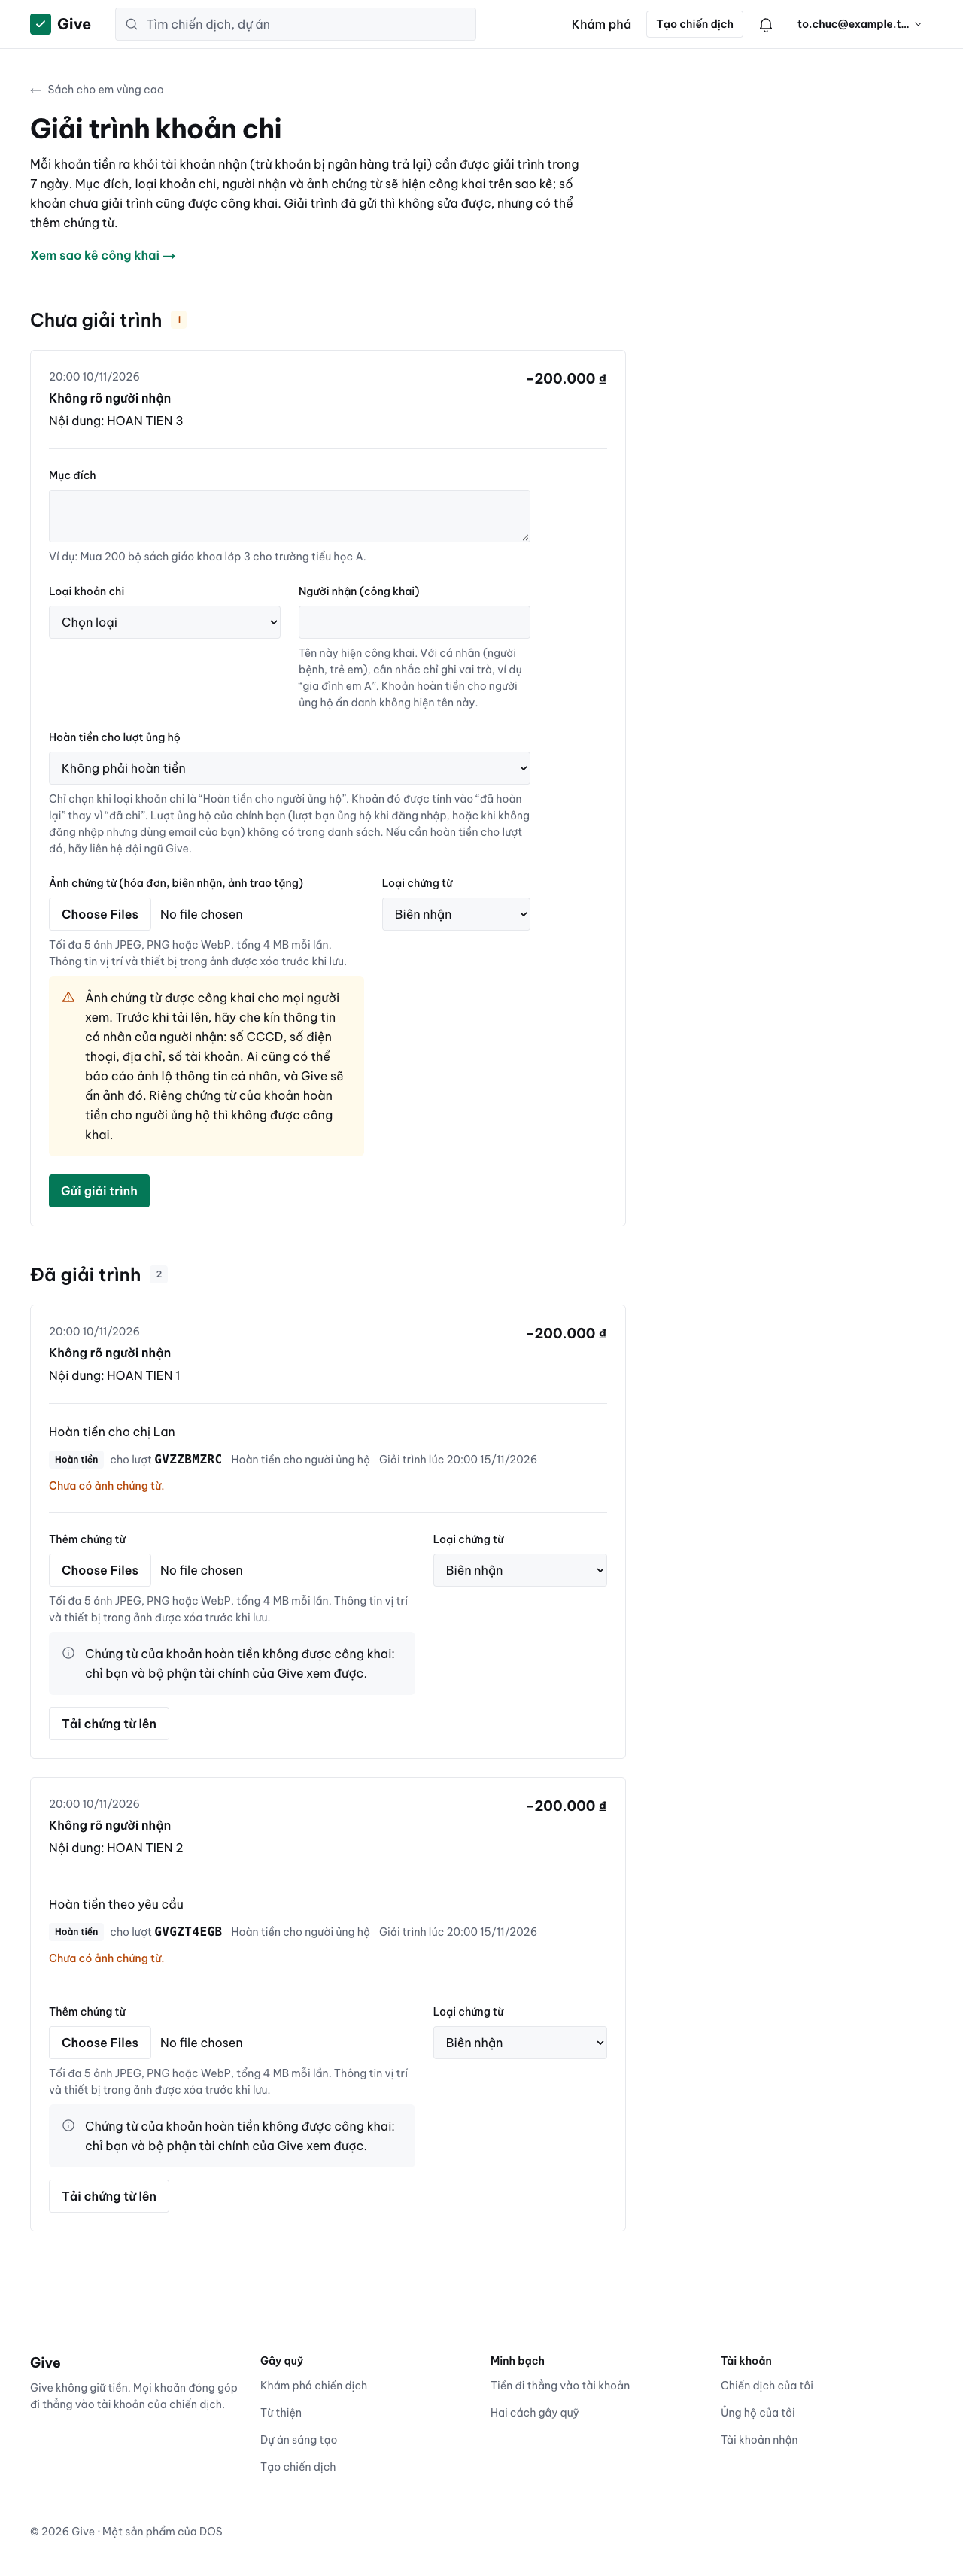 Give
Tìm chiến dịch, dự án
Khám phá
Tạo chiến dịch
to.chuc@example.t...
← Sách cho em vùng cao
Giải trình khoản chi
Mỗi khoản tiền ra khỏi tài khoản nhận (trừ khoản bị ngân hàng trả lại) cần được giải trình trong
7 ngày. Mục đích, loại khoản chi, người nhận và ảnh chứng từ sẽ hiện công khai trên sao kê; số
khoản chưa giải trình cũng được công khai. Giải trình đã gửi thì không sửa được, nhưng có thể
thêm chứng từ.
Xem sao kê công khai →
Chưa giải trình 1
20:00 10/11/2026
-200.000 ₫
Không rõ người nhận
Nội dung: HOAN TIEN 3
Mục đích
Ví dụ: Mua 200 bộ sách giáo khoa lớp 3 cho trường tiểu học A.
Loại khoản chi
Người nhận (công khai)
Chọn loại
Tên này hiện công khai. Với cá nhân (người
bệnh, trẻ em), cân nhắc chỉ ghi vai trò, ví dụ
“gia đình em A”. Khoản hoàn tiền cho người
ủng hộ ẩn danh không hiện tên này.
Hoàn tiền cho lượt ủng hộ
Không phải hoàn tiền
Chỉ chọn khi loại khoản chi là “Hoàn tiền cho người ủng hộ”. Khoản đó được tính vào “đã hoàn
lại” thay vì “đã chi”. Lượt ủng hộ của chính bạn (lượt bạn ủng hộ khi đăng nhập, hoặc khi không
đăng nhập nhưng dùng email của bạn) không có trong danh sách. Nếu cần hoàn tiền cho lượt
đó, hãy liên hệ đội ngũ Give.
Ảnh chứng từ (hóa đơn, biên nhận, ảnh trao tặng)
Loại chứng từ
Choose Files No file chosen
Biên nhận
Tối đa 5 ảnh JPEG, PNG hoặc WebP, tổng 4 MB mỗi lần.
Thông tin vị trí và thiết bị trong ảnh được xóa trước khi lưu.
Ảnh chứng từ được công khai cho mọi người
xem. Trước khi tải lên, hãy che kín thông tin
cá nhân của người nhận: số CCCD, số điện
thoại, địa chỉ, số tài khoản. Ai cũng có thể
báo cáo ảnh lộ thông tin cá nhân, và Give sẽ
ẩn ảnh đó. Riêng chứng từ của khoản hoàn
tiền cho người ủng hộ thì không được công
khai.
Gửi giải trình
Đã giải trình 2
20:00 10/11/2026
-200.000 ₫
Không rõ người nhận
Nội dung: HOAN TIEN 1
Hoàn tiền cho chị Lan
Hoàn tiền cho lượt GVZZBMZRC Hoàn tiền cho người ủng hộ Giải trình lúc 20:00 15/11/2026
Chưa có ảnh chứng từ.
Thêm chứng từ
Loại chứng từ
Choose Files No file chosen
Biên nhận
Tối đa 5 ảnh JPEG, PNG hoặc WebP, tổng 4 MB mỗi lần. Thông tin vị trí
và thiết bị trong ảnh được xóa trước khi lưu.
Chứng từ của khoản hoàn tiền không được công khai:
chỉ bạn và bộ phận tài chính của Give xem được.
Tải chứng từ lên
20:00 10/11/2026
-200.000 ₫
Không rõ người nhận
Nội dung: HOAN TIEN 2
Hoàn tiền theo yêu cầu
Hoàn tiền cho lượt GVGZT4EGB Hoàn tiền cho người ủng hộ Giải trình lúc 20:00 15/11/2026
Chưa có ảnh chứng từ.
Thêm chứng từ
Loại chứng từ
Choose Files No file chosen
Biên nhận
Tối đa 5 ảnh JPEG, PNG hoặc WebP, tổng 4 MB mỗi lần. Thông tin vị trí
và thiết bị trong ảnh được xóa trước khi lưu.
Chứng từ của khoản hoàn tiền không được công khai:
chỉ bạn và bộ phận tài chính của Give xem được.
Tải chứng từ lên
Give
Give không giữ tiền. Mọi khoản đóng góp
đi thẳng vào tài khoản của chiến dịch.
Gây quỹ
Khám phá chiến dịch
Từ thiện
Dự án sáng tạo
Tạo chiến dịch
Minh bạch
Tiền đi thẳng vào tài khoản
Hai cách gây quỹ
Tài khoản
Chiến dịch của tôi
Ủng hộ của tôi
Tài khoản nhận
© 2026 Give · Một sản phẩm của DOS